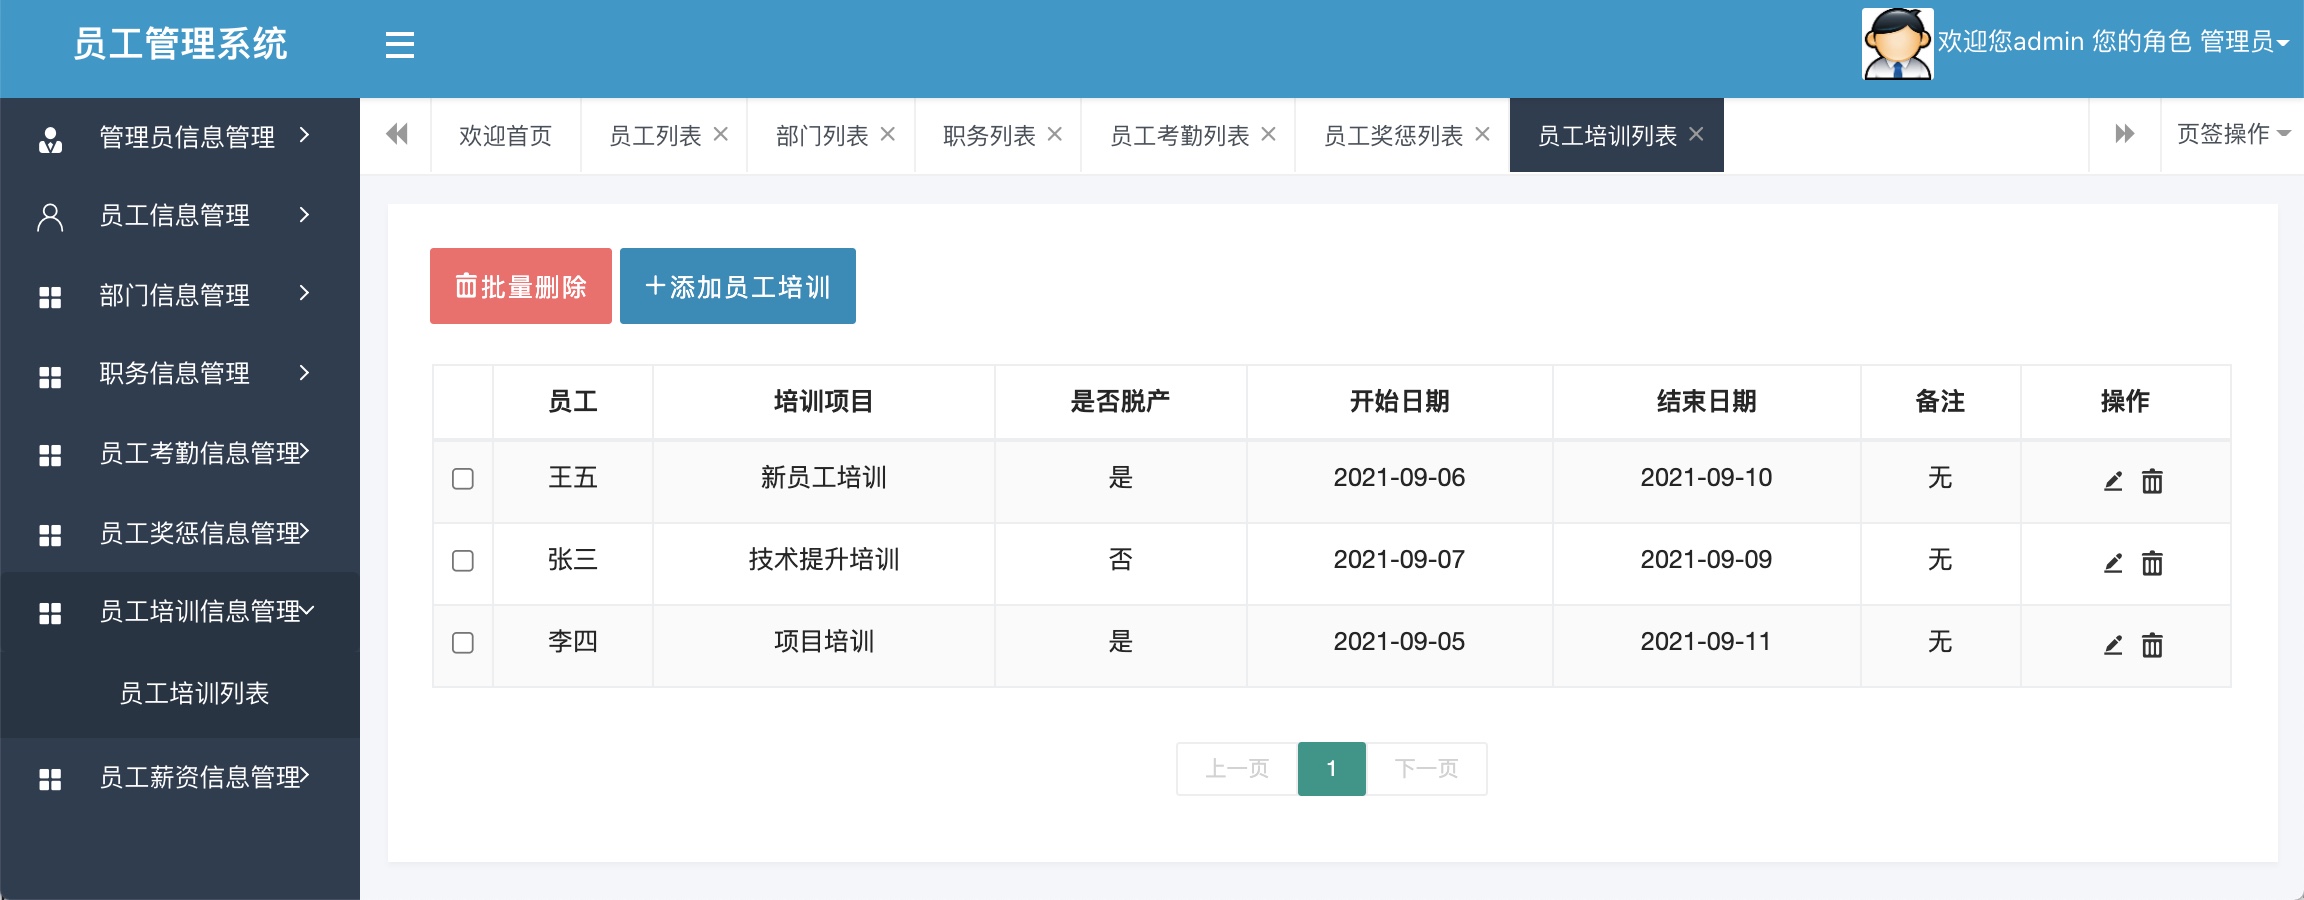 员工管理系统
欢迎您admin 您的角色 管理员
管理员信息管理
员工信息管理
部门信息管理
职务信息管理
员工考勤信息管理
员工奖惩信息管理
员工培训信息管理
员工培训列表
员工薪资信息管理
欢迎首页 员工列表 部门列表 职务列表 员工考勤列表 员工奖惩列表 员工培训列表 页签操作
批量删除 +添加员工培训
员工 培训项目 是否脱产 开始日期 结束日期 备注 操作
王五 新员工培训 是 2021-09-06 2021-09-10 无
张三 技术提升培训 否 2021-09-07 2021-09-09 无
李四 项目培训 是 2021-09-05 2021-09-11 无
上一页 1 下一页